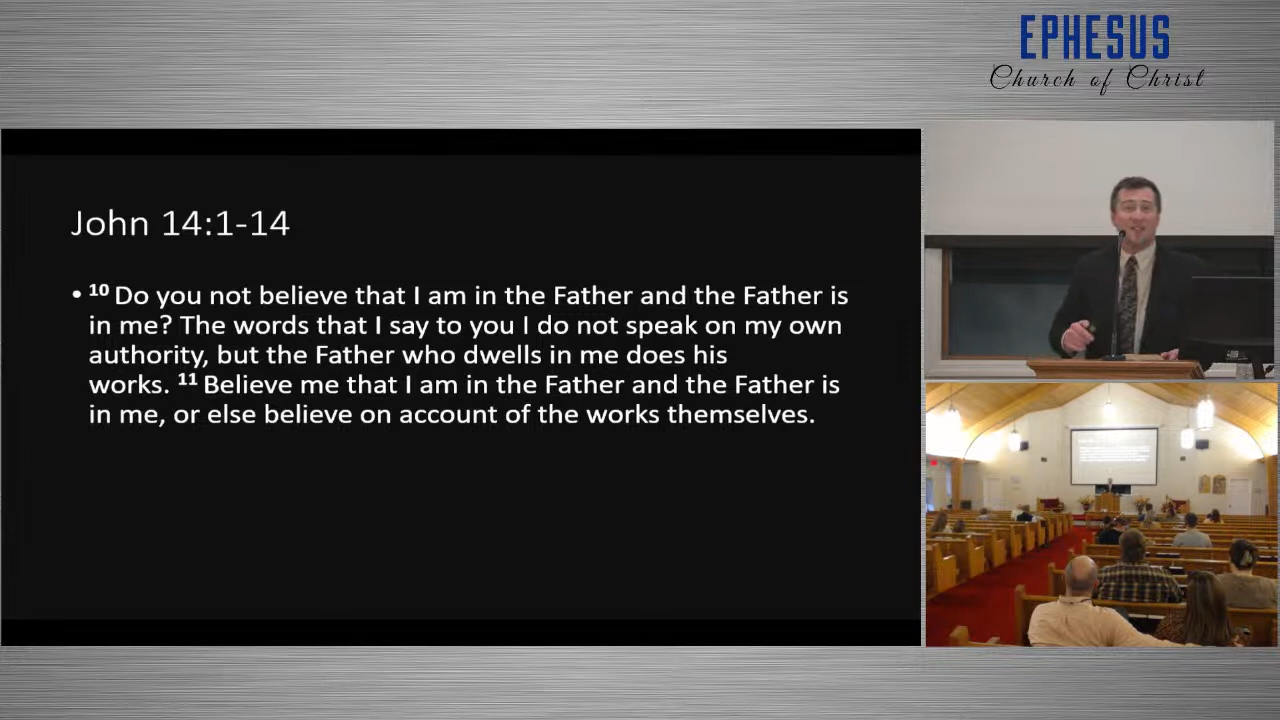 EPHESUS
Church of Christ
John 14:1-14
• 10 Do you not believe that I am in the Father and the Father is
in me? The words that I say to you I do not speak on my own
authority, but the Father who dwells in me does his
works. 11 Believe me that I am in the Father and the Father is
in me, or else believe on account of the works themselves.